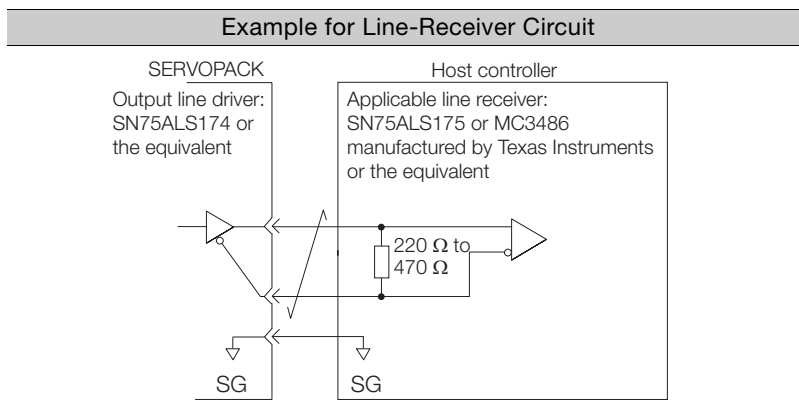 Example for Line-Receiver Circuit
SERVOPACK
Host controller
Output line driver:
SN75ALS174 or
the equivalent
Applicable line receiver:
SN75ALS175 or MC3486
manufactured by Texas Instruments
or the equivalent
220 Ω to
470 Ω
SG
SG